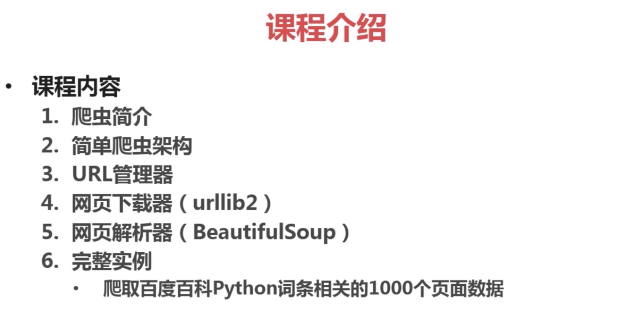 课程介绍
• 课程内容
1. 爬虫简介
2. 简单爬虫架构
3. URL管理器
4. 网页下载器（urllib2）
5. 网页解析器（BeautifulSoup）
6. 完整实例
• 爬取百度百科Python词条相关的1000个页面数据